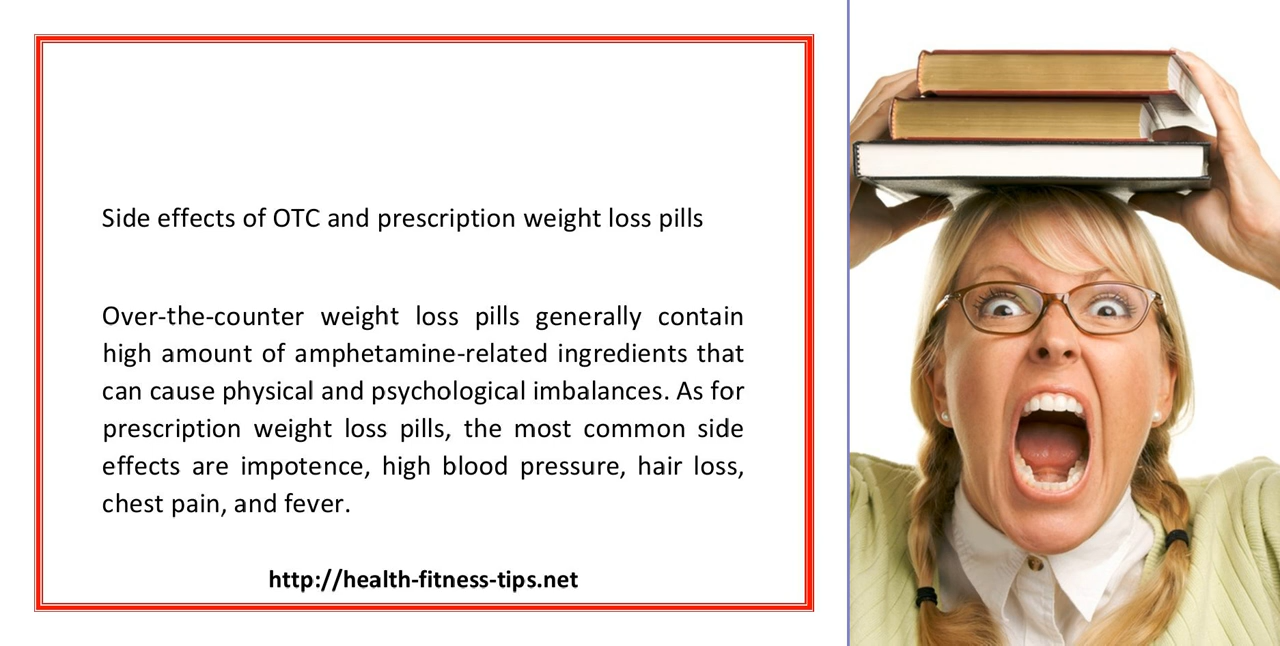 Side effects of OTC and prescription weight loss pills
Over-the-counter weight loss pills generally contain
high amount of amphetamine-related ingredients that
can cause physical and psychological imbalances. As for
prescription weight loss pills, the most common side
effects are impotence, high blood pressure, hair loss,
chest pain, and fever.
http://health-fitness-tips.net